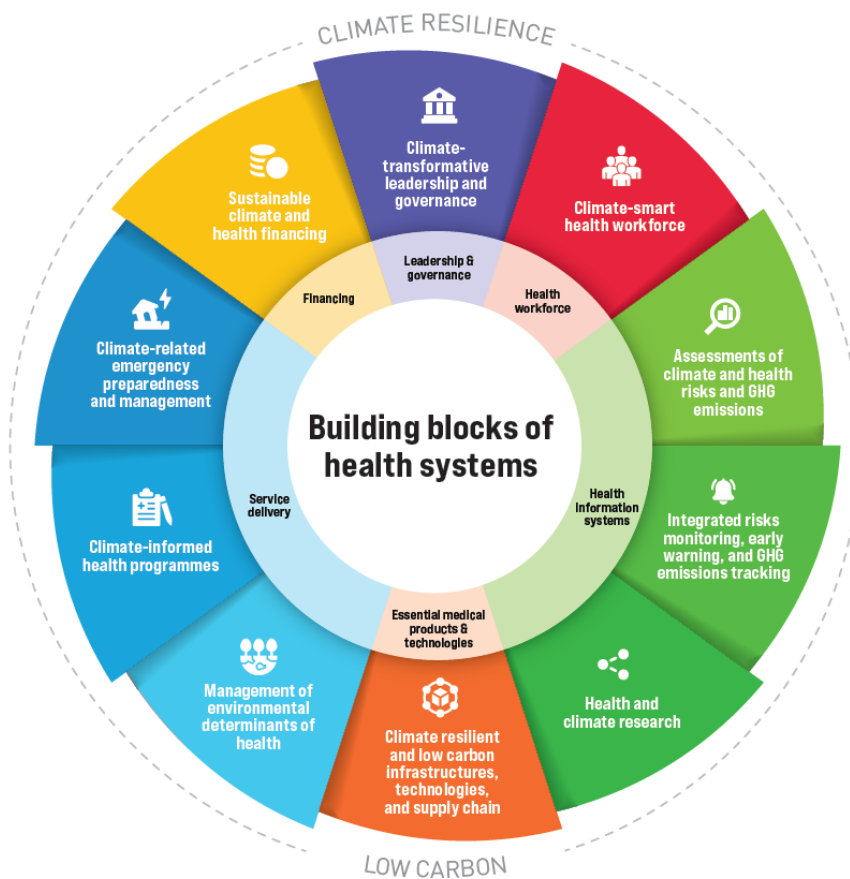 CLIMATE RESILIENCE
Climate-
transformative
leadership and
governance
Climate-smart
health workforce
Assessments of
climate and health
risks and GHG
emissions
Integrated risks
monitoring, early
warning, and GHG
emissions tracking
Health and
climate research
Climate resilient
and low carbon
infrastructures,
technologies,
and supply chain
Management of
environmental
determinants of
health
Climate-informed
health programmes
Climate-related
emergency
preparedness
and management
Sustainable
climate and
health financing
Leadership &
governance
Health
workforce
Health
Information
systems
Essential medical
products &
technologies
Service
delivery
Financing
Building blocks of
health systems
LOW CARBON